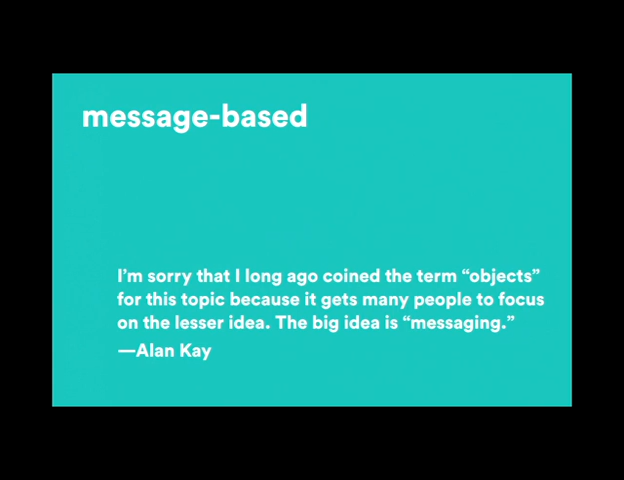 message-based
I’m sorry that I long ago coined the term “objects”
for this topic because it gets many people to focus
on the lesser idea. The big idea is “messaging.”
—Alan Kay